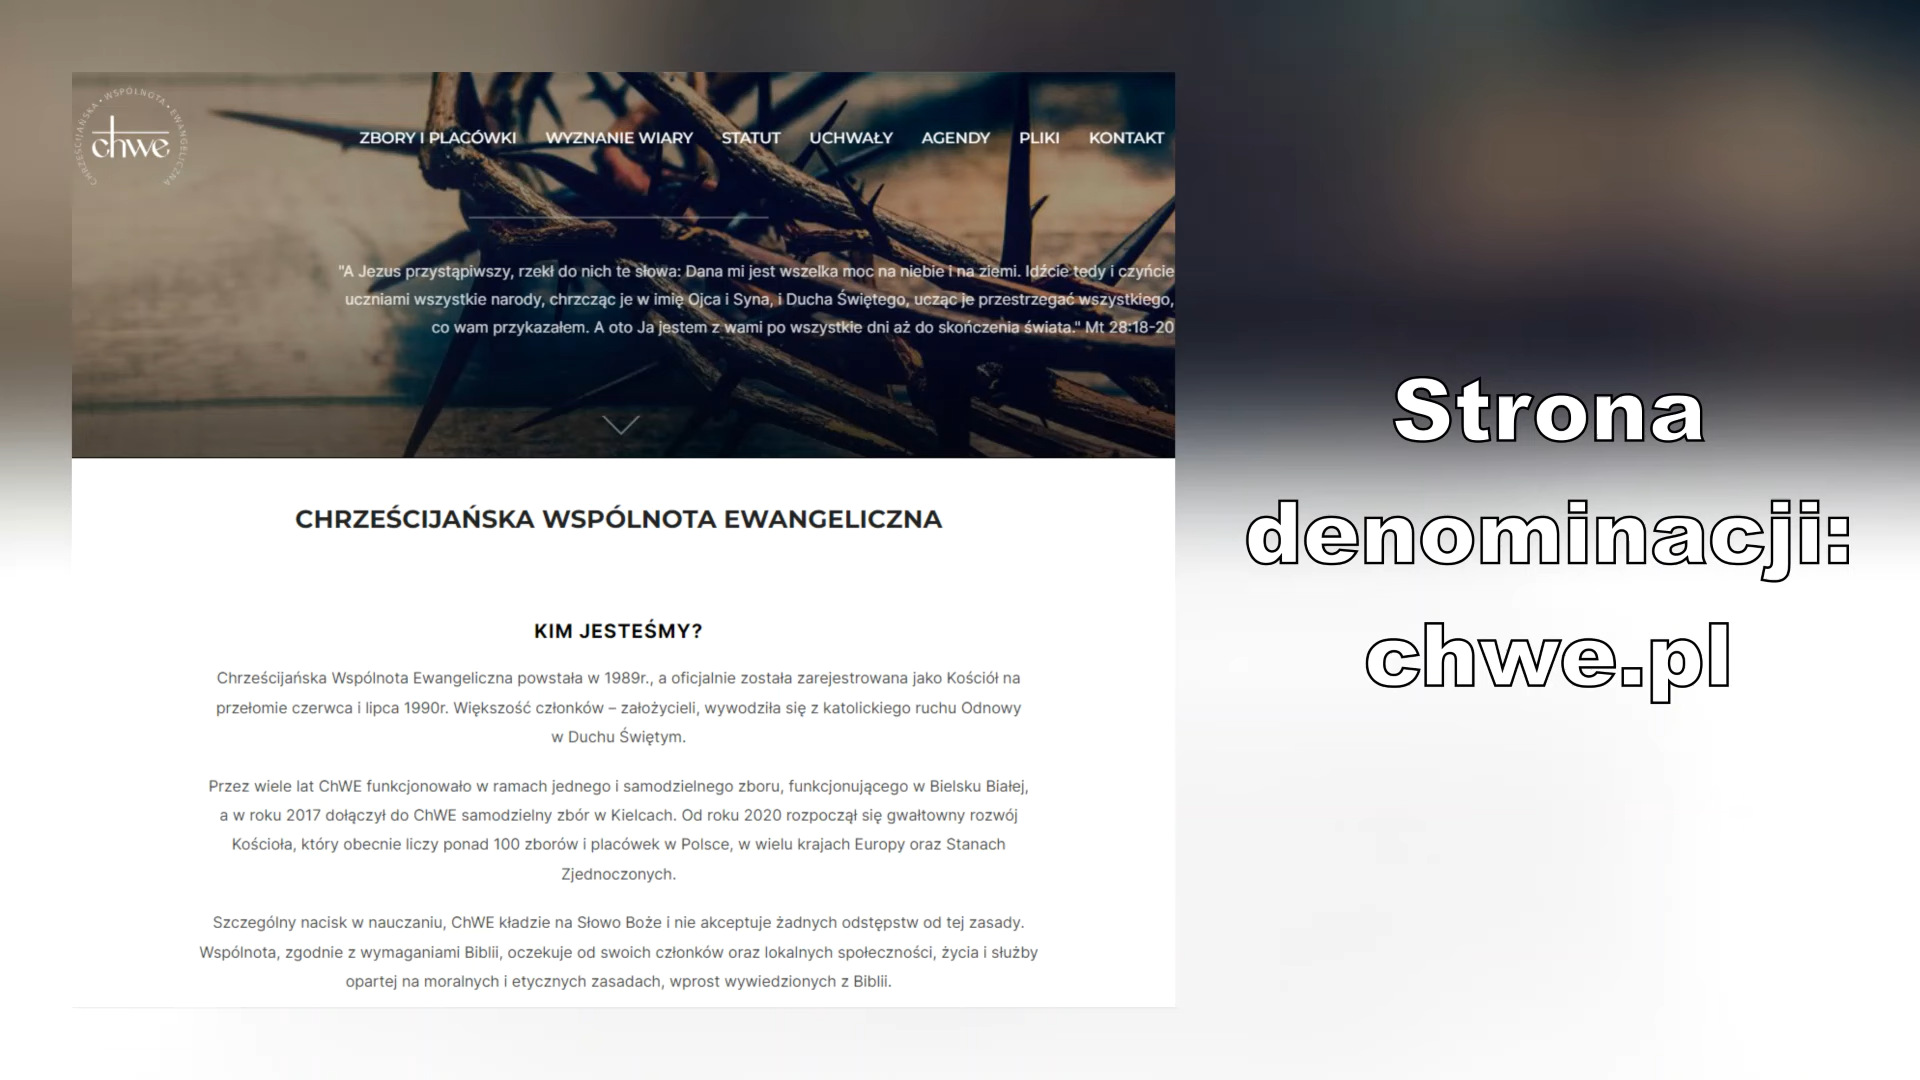 CHRZEŚCIJAŃSKA • WSPÓLNOTA • EWANGELICZNA
chwe
ZBORY I PLACÓWKI WYZNANIE WIARY STATUT UCHWAŁY AGENDY PLIKI KONTAKT
"A Jezus przystąpiwszy, rzekł do nich te słowa: Dana mi jest wszelka moc na niebie i na ziemi. Idźcie tedy i czyńcie
uczniami wszystkie narody, chrzcząc je w imię Ojca i Syna, i Ducha Świętego, ucząc je przestrzegać wszystkiego,
co wam przykazałem. A oto Ja jestem z wami po wszystkie dni aż do skończenia świata." Mt 28:18-20
CHRZEŚCIJAŃSKA WSPÓLNOTA EWANGELICZNA
KIM JESTEŚMY?
Chrześcijańska Wspólnota Ewangeliczna powstała w 1989r., a oficjalnie została zarejestrowana jako Kościół na
przełomie czerwca i lipca 1990r. Większość członków – założycieli, wywodziła się z katolickiego ruchu Odnowy
w Duchu Świętym.
Przez wiele lat ChWE funkcjonowało w ramach jednego i samodzielnego zboru, funkcjonującego w Bielsku Białej,
a w roku 2017 dołączył do ChWE samodzielny zbór w Kielcach. Od roku 2020 rozpoczął się gwałtowny rozwój
Kościoła, który obecnie liczy ponad 100 zborów i placówek w Polsce, w wielu krajach Europy oraz Stanach
Zjednoczonych.
Szczególny nacisk w nauczaniu, ChWE kładzie na Słowo Boże i nie akceptuje żadnych odstępstw od tej zasady.
Wspólnota, zgodnie z wymaganiami Biblii, oczekuje od swoich członków oraz lokalnych społeczności, życia i służby
opartej na moralnych i etycznych zasadach, wprost wywiedzionych z Biblii.
Strona
denominacji:
chwe.pl